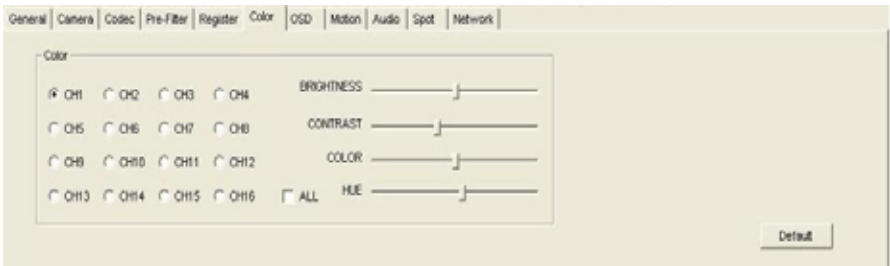 General Camera Codec Pre-Filter Register Color OSD Motion Audio Spot Network
Color
CH1 CH2 CH3 CH4 BRIGHTNESS
CH5 CH6 CH7 CH8 CONTRAST
CH9 CH10 CH11 CH12 COLOR
CH13 CH14 CH15 CH16 ALL HUE
Default